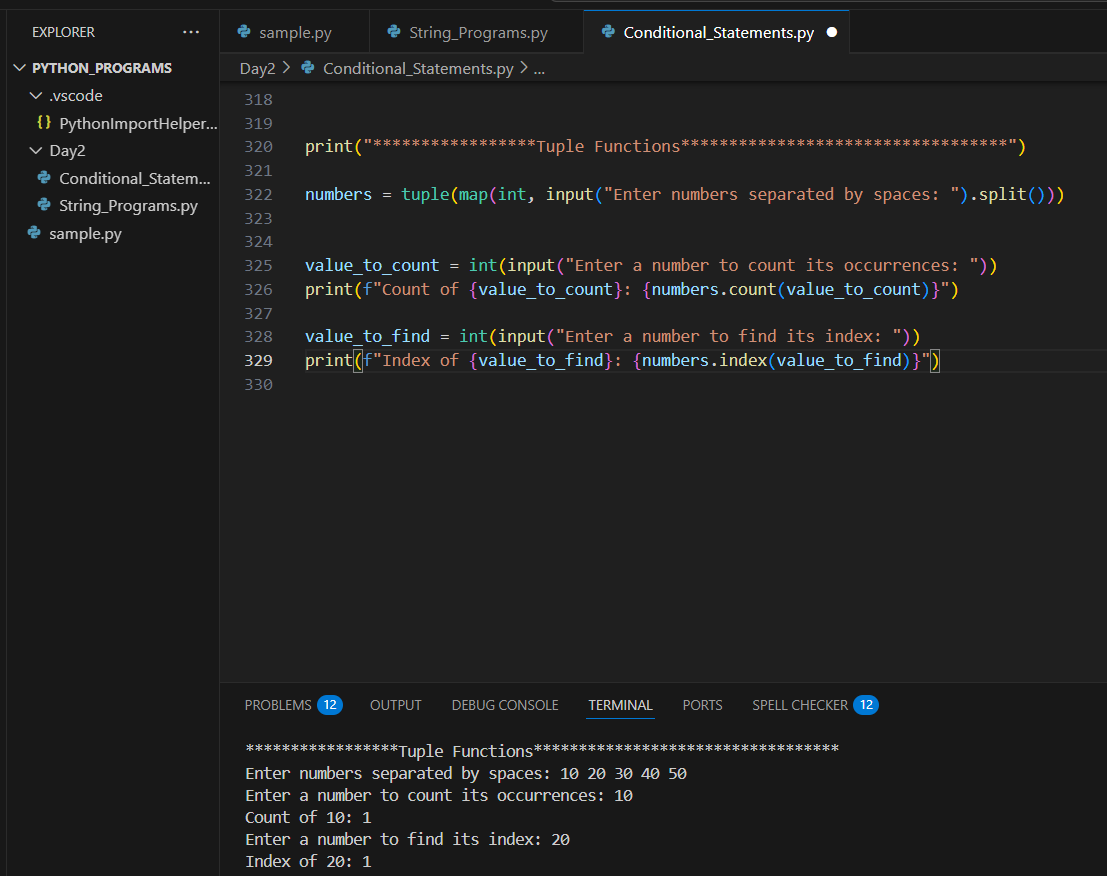 EXPLORER ...
PYTHON_PROGRAMS
.vscode
{} PythonImportHelper...
Day2
Conditional_Statem...
String_Programs.py
sample.py
sample.py String_Programs.py Conditional_Statements.py
Day2 > Conditional_Statements.py > ...
318
319
320 print("*****************Tuple Functions**********************************")
321
322 numbers = tuple(map(int, input("Enter numbers separated by spaces: ").split()))
323
324
325 value_to_count = int(input("Enter a number to count its occurrences: "))
326 print(f"Count of {value_to_count}: {numbers.count(value_to_count)}")
327
328 value_to_find = int(input("Enter a number to find its index: "))
329 print(f"Index of {value_to_find}: {numbers.index(value_to_find)}")
330
PROBLEMS 12 OUTPUT DEBUG CONSOLE TERMINAL PORTS SPELL CHECKER 12
*****************Tuple Functions**********************************
Enter numbers separated by spaces: 10 20 30 40 50
Enter a number to count its occurrences: 10
Count of 10: 1
Enter a number to find its index: 20
Index of 20: 1